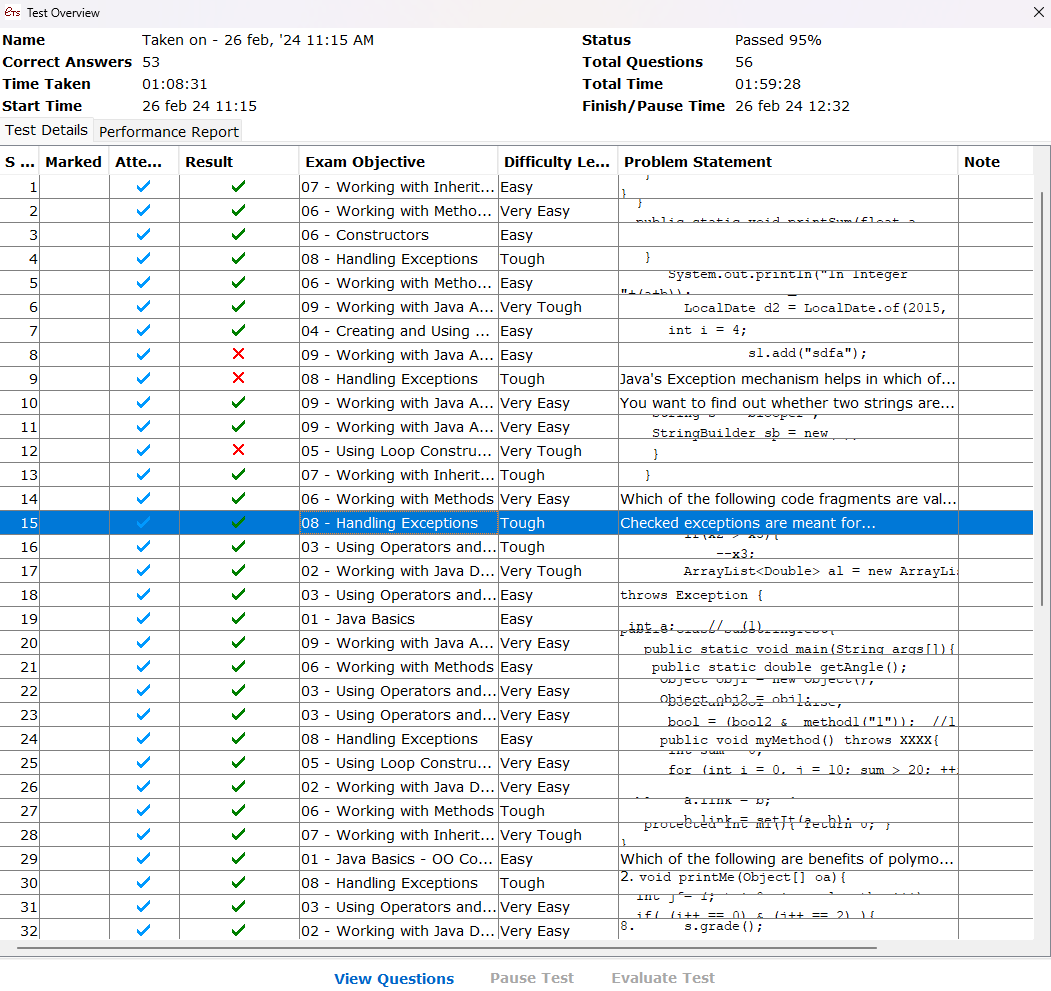 eTs Test Overview
Name Taken on - 26 feb, '24 11:15 AM Status Passed 95%
Correct Answers 53 Total Questions 56
Time Taken 01:08:31 Total Time 01:59:28
Start Time 26 feb 24 11:15 Finish/Pause Time 26 feb 24 12:32
Test Details Performance Report
S ... Marked Atte... Result Exam Objective Difficulty Le... Problem Statement Note
1 07 - Working with Inherit... Easy }
2 06 - Working with Metho... Very Easy } public static void printSum(float a
3 06 - Constructors Easy
4 08 - Handling Exceptions Tough }
5 06 - Working with Metho... Easy System.out.println("In Integer "+(a+b));
6 09 - Working with Java A... Very Tough LocalDate d2 = LocalDate.of(2015,
7 04 - Creating and Using ... Easy int i = 4;
8 09 - Working with Java A... Easy sl.add("sdfa");
9 08 - Handling Exceptions Tough Java's Exception mechanism helps in which of...
10 09 - Working with Java A... Very Easy You want to find out whether two strings are...
11 09 - Working with Java A... Very Easy StringBuilder sb = new
12 05 - Using Loop Constru... Very Tough }
13 07 - Working with Inherit... Tough }
14 06 - Working with Methods Very Easy Which of the following code fragments are val...
15 08 - Handling Exceptions Tough Checked exceptions are meant for...
16 03 - Using Operators and... Tough if(x2 > x3){ --x3;
17 02 - Working with Java D... Very Tough ArrayList<Double> al = new ArrayLi
18 03 - Using Operators and... Easy throws Exception {
19 01 - Java Basics Easy int a; // (1)
20 09 - Working with Java A... Very Easy public static void main(String args[]){
21 06 - Working with Methods Easy public static double getAngle();
22 03 - Using Operators and... Very Easy Object obj1 = new Object(); Object obj2 = obj1;
23 03 - Using Operators and... Very Easy bool = (bool2 & method1("1")); //1
24 08 - Handling Exceptions Easy public void myMethod() throws XXXX{
25 05 - Using Loop Constru... Very Easy int sum = 0; for (int i = 0, j = 10; sum > 20; ++
26 02 - Working with Java D... Very Easy
27 06 - Working with Methods Tough a.link = b; b.link = setIt(a, b);
28 07 - Working with Inherit... Very Tough protected int m1(){ return 0; } }
29 01 - Java Basics - OO Co... Easy Which of the following are benefits of polymo...
30 08 - Handling Exceptions Tough 2. void printMe(Object[] oa){
31 03 - Using Operators and... Very Easy if( (i++ == 0) & (j++ == 2) ){
32 02 - Working with Java D... Very Easy 8. s.grade();
View Questions Pause Test Evaluate Test